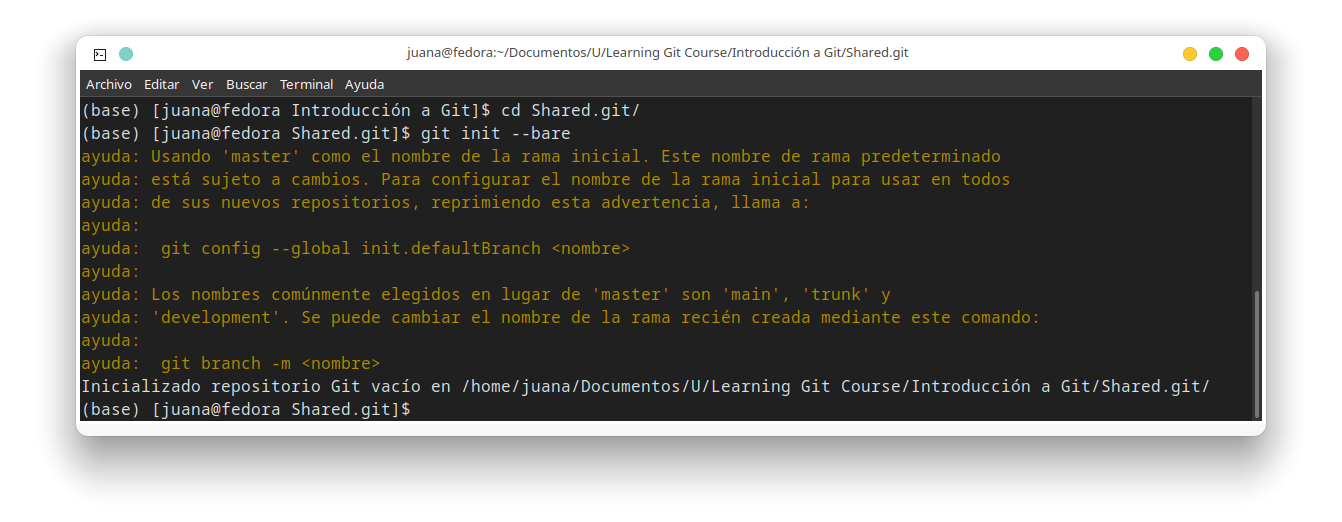 juana@fedora:~/Documentos/U/Learning Git Course/Introducción a Git/Shared.git
Archivo Editar Ver Buscar Terminal Ayuda
(base) [juana@fedora Introducción a Git]$ cd Shared.git/
(base) [juana@fedora Shared.git]$ git init --bare
ayuda: Usando 'master' como el nombre de la rama inicial. Este nombre de rama predeterminado
ayuda: está sujeto a cambios. Para configurar el nombre de la rama inicial para usar en todos
ayuda: de sus nuevos repositorios, reprimiendo esta advertencia, llama a:
ayuda:
ayuda:  git config --global init.defaultBranch <nombre>
ayuda:
ayuda: Los nombres comúnmente elegidos en lugar de 'master' son 'main', 'trunk' y
ayuda: 'development'. Se puede cambiar el nombre de la rama recién creada mediante este comando:
ayuda:
ayuda:  git branch -m <nombre>
Inicializado repositorio Git vacío en /home/juana/Documentos/U/Learning Git Course/Introducción a Git/Shared.git/
(base) [juana@fedora Shared.git]$